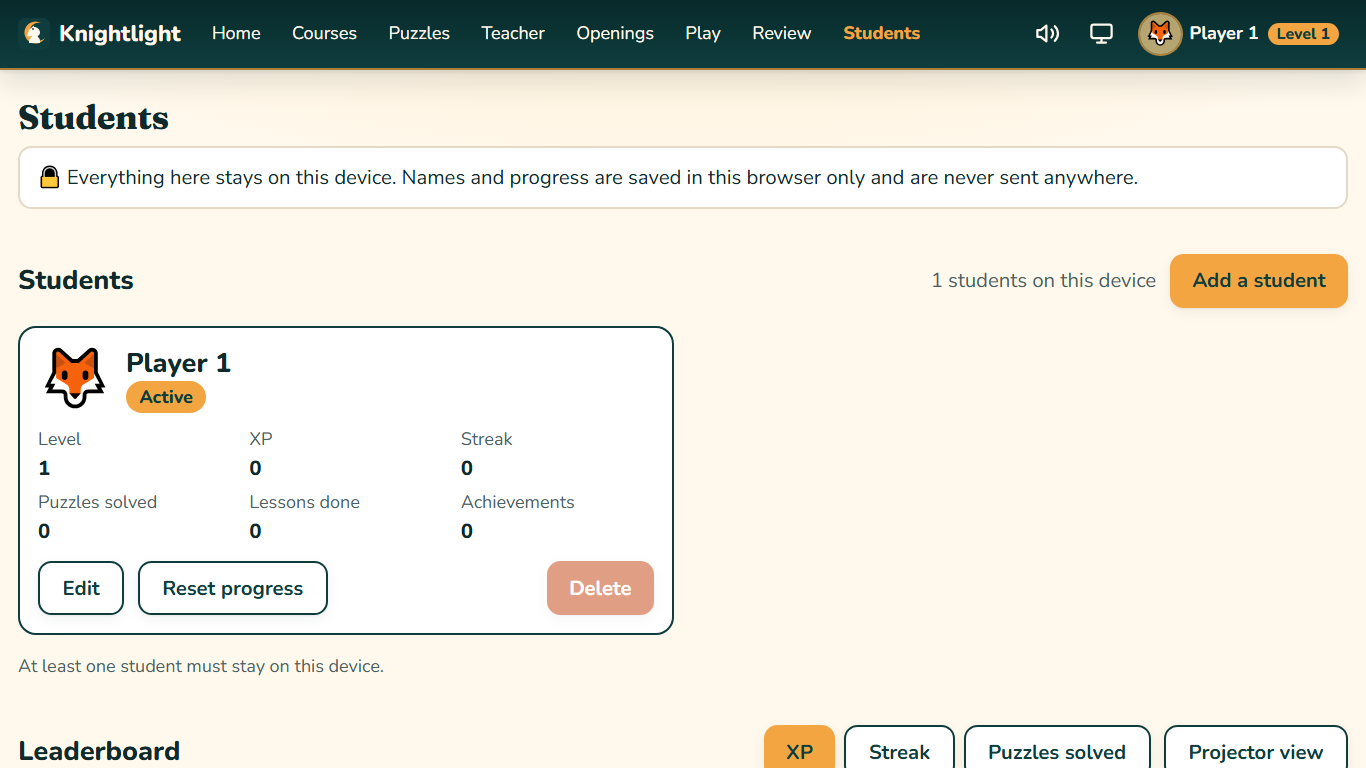 Knightlight Home Courses Puzzles Teacher Openings Play Review Students Player 1 Level 1
Students
Everything here stays on this device. Names and progress are saved in this browser only and are never sent anywhere.
Students 1 students on this device Add a student
Player 1
Active
Level XP Streak
1 0 0
Puzzles solved Lessons done Achievements
0 0 0
Edit Reset progress Delete
At least one student must stay on this device.
Leaderboard XP Streak Puzzles solved Projector view